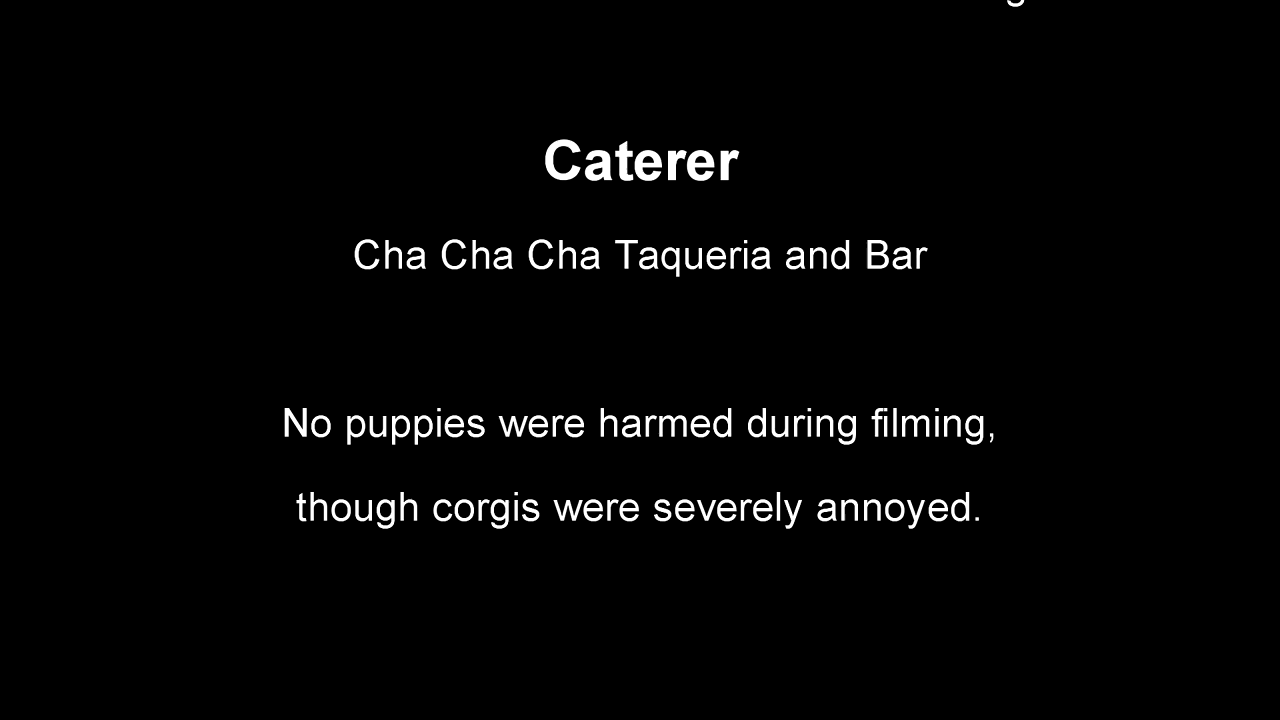 Caterer
Cha Cha Cha Taqueria and Bar
No puppies were harmed during filming,
though corgis were severely annoyed.